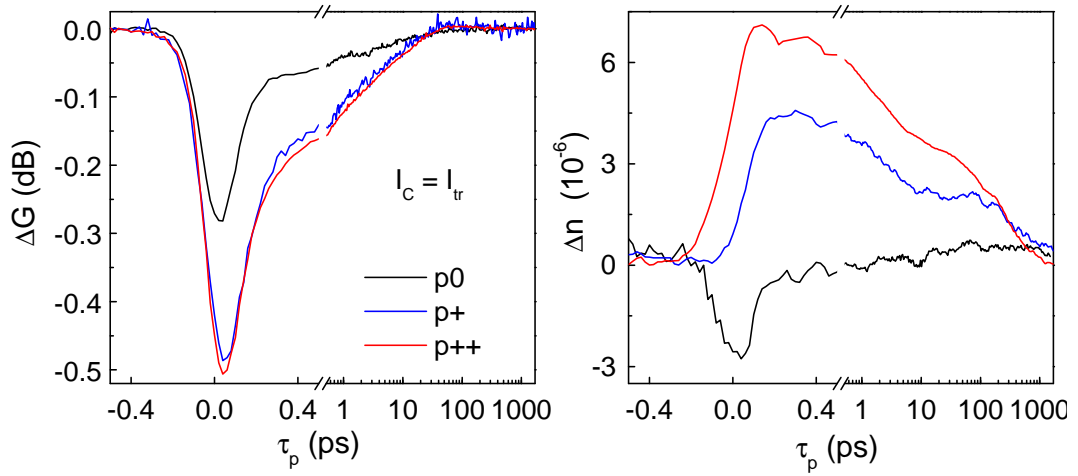 0.0
-0.1
-0.2
-0.3
-0.4
-0.5
ΔG (dB)
I_C = I_tr
p0
p+
p++
-0.4 0.0 0.4 1 10 100 1000
τ_p (ps)
6
3
0
-3
Δn (10^-6)
-0.4 0.0 0.4 1 10 100 1000
τ_p (ps)